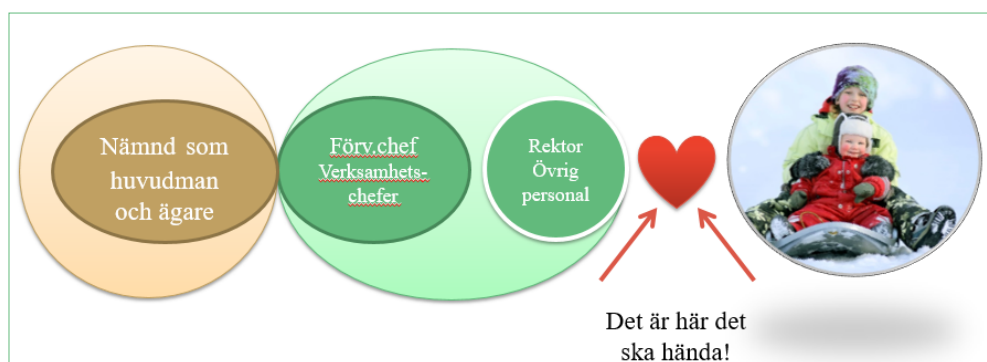 Nämnd som
huvudman
och ägare
Förv.chef
Verksamhets-
chefer
Rektor
Övrig
personal
Det är här det
ska hända!